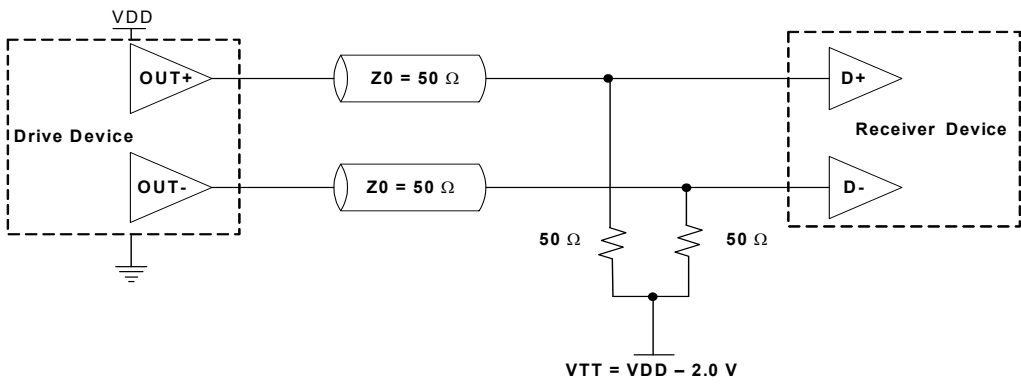 VDD
OUT+
Z0 = 50 Ω
D+
Drive Device
Receiver Device
OUT-
Z0 = 50 Ω
D-
50 Ω
50 Ω
VTT = VDD – 2.0 V